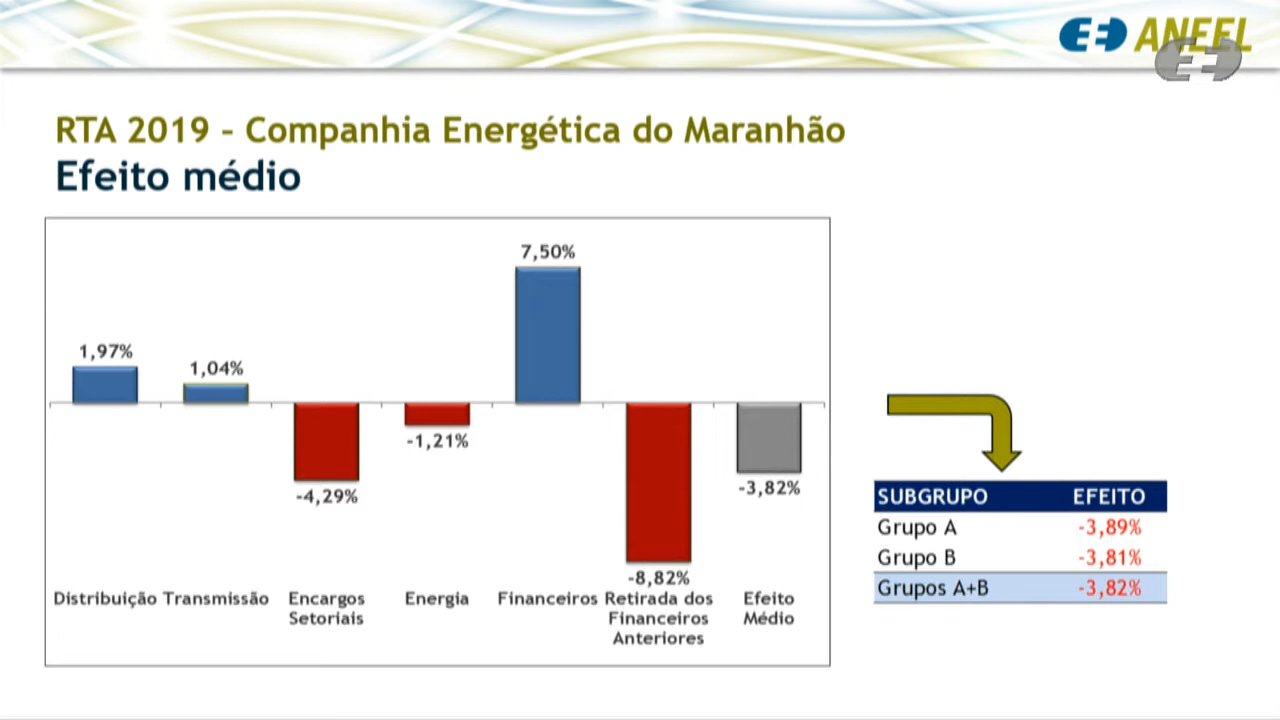 ANEEL
RTA 2019 – Companhia Energética do Maranhão
Efeito médio
7,50%
1,97%
1,04%
-1,21%
-4,29%
-3,82%
-8,82%
Distribuição
Transmissão
Encargos
Setoriais
Energia
Financeiros
Retirada dos
Financeiros
Anteriores
Efeito
Médio
SUBGRUPO EFEITO
Grupo A -3,89%
Grupo B -3,81%
Grupos A+B -3,82%